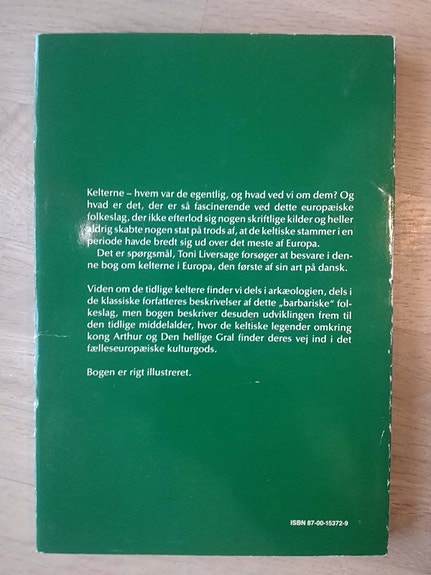 Kelterne – hvem var de egentlig, og hvad ved vi om dem? Og
hvad er det, der er så fascinerende ved dette europæiske
folkeslag, der ikke efterlod sig nogen skriftlige kilder og heller
aldrig skabte nogen stat på trods af, at de keltiske stammer i en
periode havde bredt sig ud over det meste af Europa.
Det er spørgsmål, Toni Liversage forsøger at besvare i den-
ne bog om kelterne i Europa, den første af sin art på dansk.
Viden om de tidlige keltere finder vi dels i arkæologien, dels i
de klassiske forfatteres beskrivelser af dette „barbariske“ fol-
keslag, men bogen beskriver desuden udviklingen frem til
den tidlige middelalder, hvor de keltiske legender omkring
kong Arthur og Den hellige Gral finder deres vej ind i det
fælleseuropæiske kulturgods.
Bogen er rigt illustreret.
ISBN 87-00-15372-9